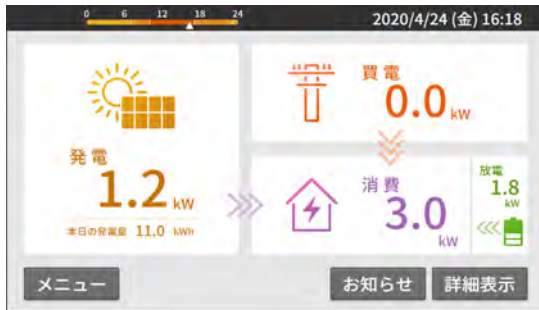 0 6 12 18 24
2020/4/24 (金) 16:18
発電
1.2 kW
本日の発電量 11.0 kWh
買電
0.0 kW
消費
3.0 kW
放電
1.8 kW
メニュー
お知らせ
詳細表示